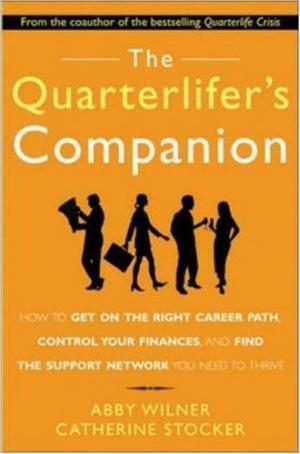 From the coauthor of the bestselling Quarterlife Crisis
The
Quarterlifer's
Companion
HOW TO GET ON THE RIGHT CAREER PATH,
CONTROL YOUR FINANCES, AND FIND
THE SUPPORT NETWORK YOU NEED TO THRIVE
ABBY WILNER
CATHERINE STOCKER